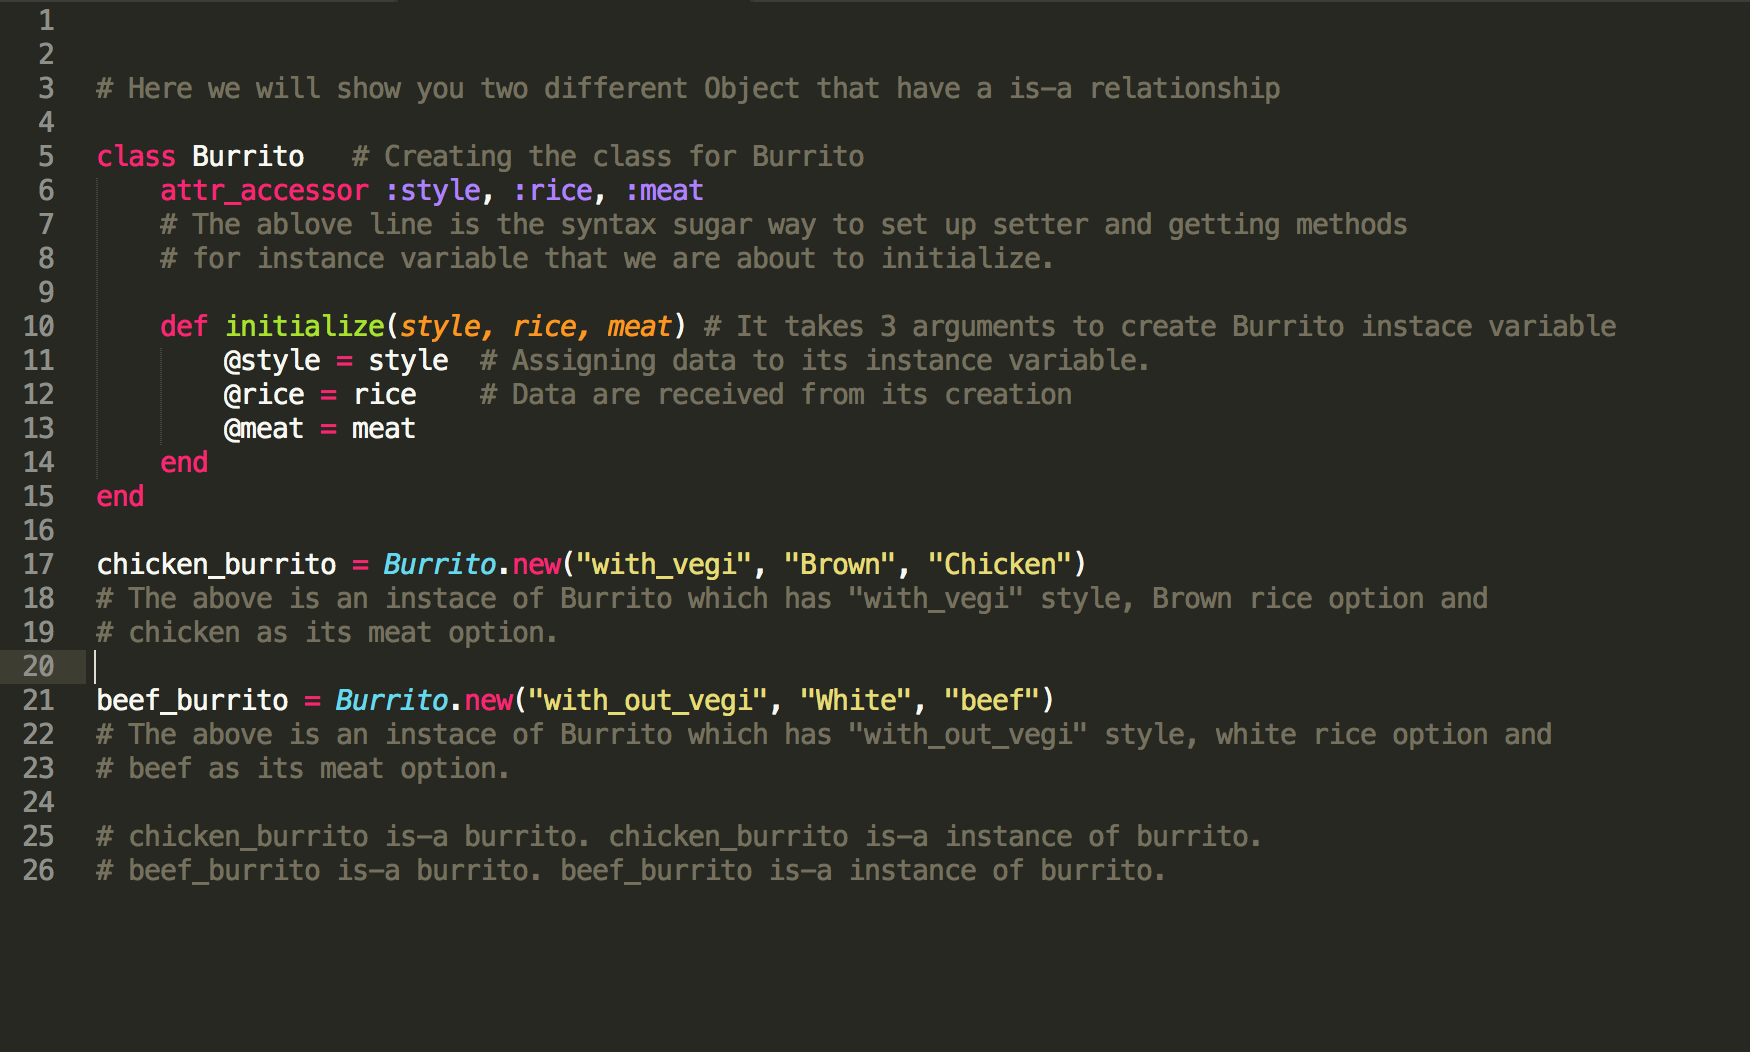 1
2
3 # Here we will show you two different Object that have a is-a relationship
4
5 class Burrito   # Creating the class for Burrito
6     attr_accessor :style, :rice, :meat
7     # The ablove line is the syntax sugar way to set up setter and getting methods
8     # for instance variable that we are about to initialize.
9
10     def initialize(style, rice, meat) # It takes 3 arguments to create Burrito instace variable
11         @style = style  # Assigning data to its instance variable.
12         @rice = rice    # Data are received from its creation
13         @meat = meat
14     end
15 end
16
17 chicken_burrito = Burrito.new("with_vegi", "Brown", "Chicken")
18 # The above is an instace of Burrito which has "with_vegi" style, Brown rice option and
19 # chicken as its meat option.
20
21 beef_burrito = Burrito.new("with_out_vegi", "White", "beef")
22 # The above is an instace of Burrito which has "with_out_vegi" style, white rice option and
23 # beef as its meat option.
24
25 # chicken_burrito is-a burrito. chicken_burrito is-a instance of burrito.
26 # beef_burrito is-a burrito. beef_burrito is-a instance of burrito.